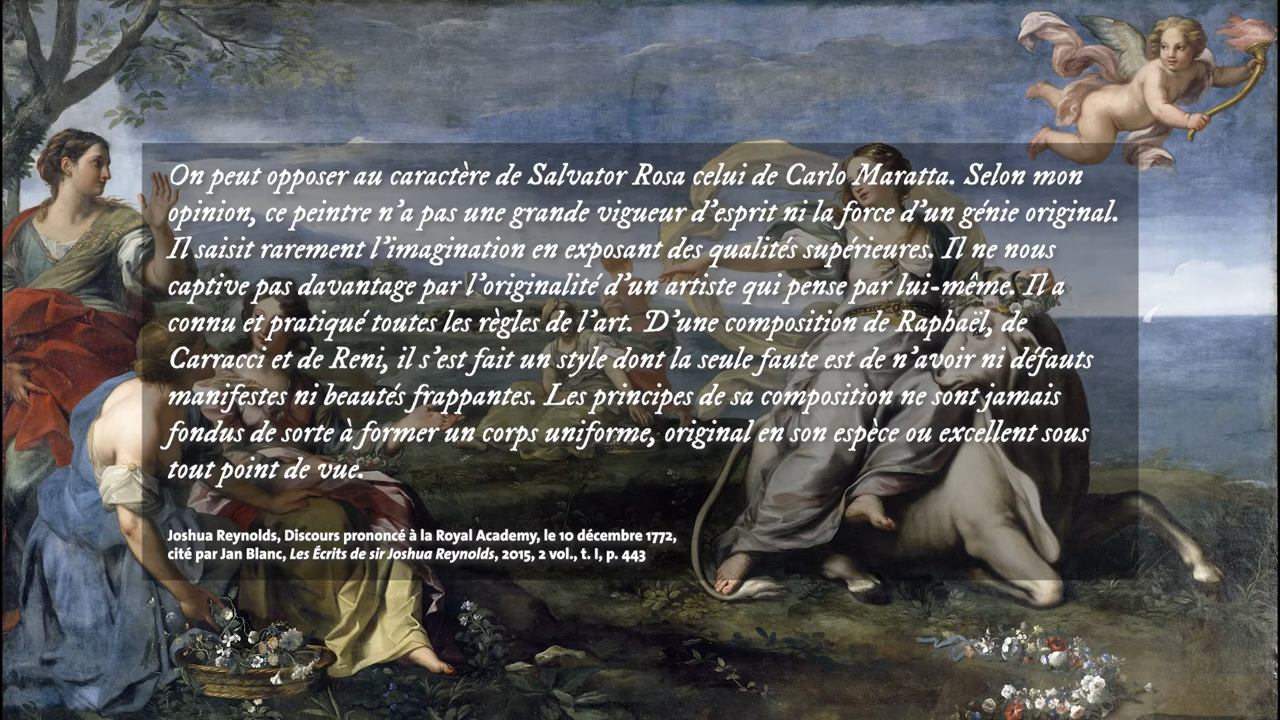 On peut opposer au caractère de Salvator Rosa celui de Carlo Maratta. Selon mon
opinion, ce peintre n'a pas une grande vigueur d'esprit ni la force d'un génie original.
Il saisit rarement l'imagination en exposant des qualités supérieures. Il ne nous
captive pas davantage par l'originalité d'un artiste qui pense par lui-même. Il a
connu et pratiqué toutes les règles de l'art. D'une composition de Raphaël, de
Carracci et de Reni, il s'est fait un style dont la seule faute est de n'avoir ni défauts
manifestes ni beautés frappantes. Les principes de sa composition ne sont jamais
fondus de sorte à former un corps uniforme, original en son espèce ou excellent sous
tout point de vue.
Joshua Reynolds, Discours prononcé à la Royal Academy, le 10 décembre 1772,
cité par Jan Blanc, Les Écrits de sir Joshua Reynolds, 2015, 2 vol., t. I, p. 443